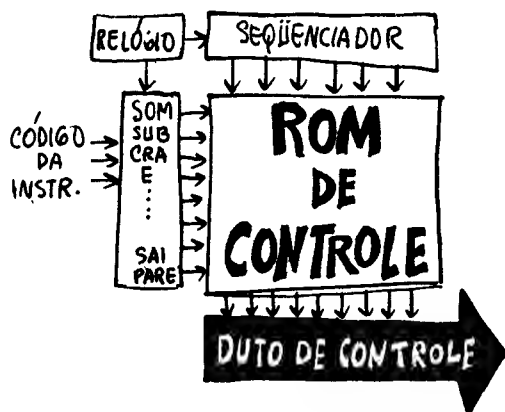 RELÓGIO
SEQÜENCIADOR
CÓDIGO
DA
INSTR.
SOM
SUB
CRA
E
SAI
PARE
ROM
DE
CONTROLE
DUTO DE CONTROLE